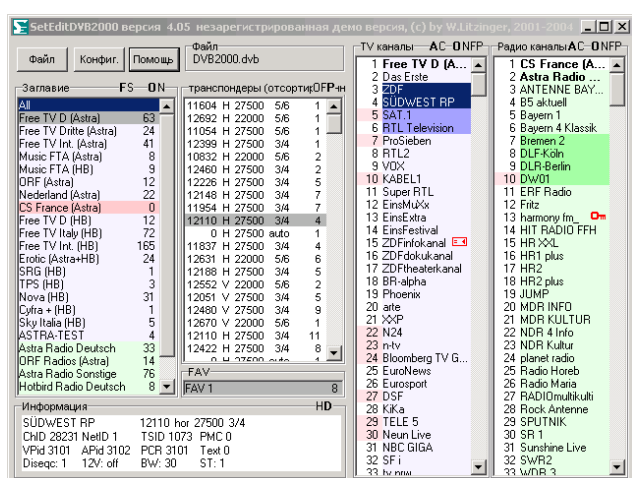 SetEditDVB2000 версия 4.05 незарегистрированная демо версия, (c) by W.Litzinger, 2001-2004
Файл Конфиг. Помощь
Файл
DVB2000.dvb
Заглавие FS ON
All
Free TV D (Astra) 63
Free TV Dritte (Astra) 24
Free TV Int. (Astra) 41
Music FTA (Astra) 8
Music FTA (HB) 9
ORF (Astra) 12
Nederland (Astra) 22
CS France (Astra) 0
Free TV D (HB) 12
Free TV Italy (HB) 72
Free TV Int. (HB) 165
Erotic (Astra+HB) 24
SRG (HB) 1
TPS (HB) 3
Nova (HB) 31
Cyfra + (HB) 1
Sky Italia (HB) 5
ASTRA-TEST 4
Astra Radio Deutsch 33
ORF Radios (Astra) 14
Astra Radio Sonstige 76
Hotbird Radio Deutsch 8
транспондеры (отсортирOFP-н
11604 H 27500 5/6 1
12692 H 22000 5/6 1
11054 H 27500 5/6 1
12399 H 27500 3/4 1
10832 H 22000 5/6 2
12460 H 27500 3/4 2
12226 H 27500 3/4 5
12148 H 27500 3/4 7
11954 H 27500 3/4 7
12110 H 27500 3/4 4
0 H 27500 auto 1
11837 H 27500 3/4 4
12631 H 22000 5/6 6
12188 H 27500 3/4 5
12552 V 22000 5/6 2
12051 V 27500 3/4 5
12480 V 27500 3/4 9
12670 V 22000 5/6 1
12110 H 27500 3/4 11
12422 H 27500 3/4 8
0 H 27500 auto 1
FAV
FAV 1 8
TV каналы AC ONFP
1 Free TV D (A...
2 Das Erste
3 ZDF
4 SÜDWEST RP
5 SAT.1
6 RTL Television
7 ProSieben
8 RTL2
9 VOX
10 KABEL1
11 Super RTL
12 EinsMuXx
13 EinsExtra
14 EinsFestival
15 ZDFinfokanal
16 ZDFdokukanal
17 ZDFtheaterkanal
18 BR-alpha
19 Phoenix
20 arte
21 XXP
22 N24
23 n-tv
24 Bloomberg TV G...
25 EuroNews
26 Eurosport
27 DSF
28 KiKa
29 TELE 5
30 Neun Live
31 NBC GIGA
32 SF i
33 tv.nrw
Радио каналы AC ONFP
1 CS France (A...
2 Astra Radio ...
3 ANTENNE BAY...
4 B5 aktuell
5 Bayern 1
6 Bayern 4 Klassik
7 Bremen 2
8 DLF-Köln
9 DLR-Berlin
10 DW01
11 ERF Radio
12 Fritz
13 harmony fm_
14 HIT RADIO FFH
15 HR XXL
16 HR1 plus
17 HR2
18 HR2 plus
19 JUMP
20 MDR INFO
21 MDR KULTUR
22 NDR 4 Info
23 NDR Kultur
24 planet radio
25 Radio Horeb
26 Radio Maria
27 RADIOmultikulti
28 Rock Antenne
29 SPUTNIK
30 SR 1
31 Sunshine Live
32 SWR2
33 WDR 3
Информация HD
SÜDWEST RP 12110 hor 27500 3/4
ChID 28231 NetID 1 TSID 1073 PMC 0
VPid 3101 APid 3102 PCR 3101 Text 0
Diseqc: 1 12V: off BW: 30 ST: 1